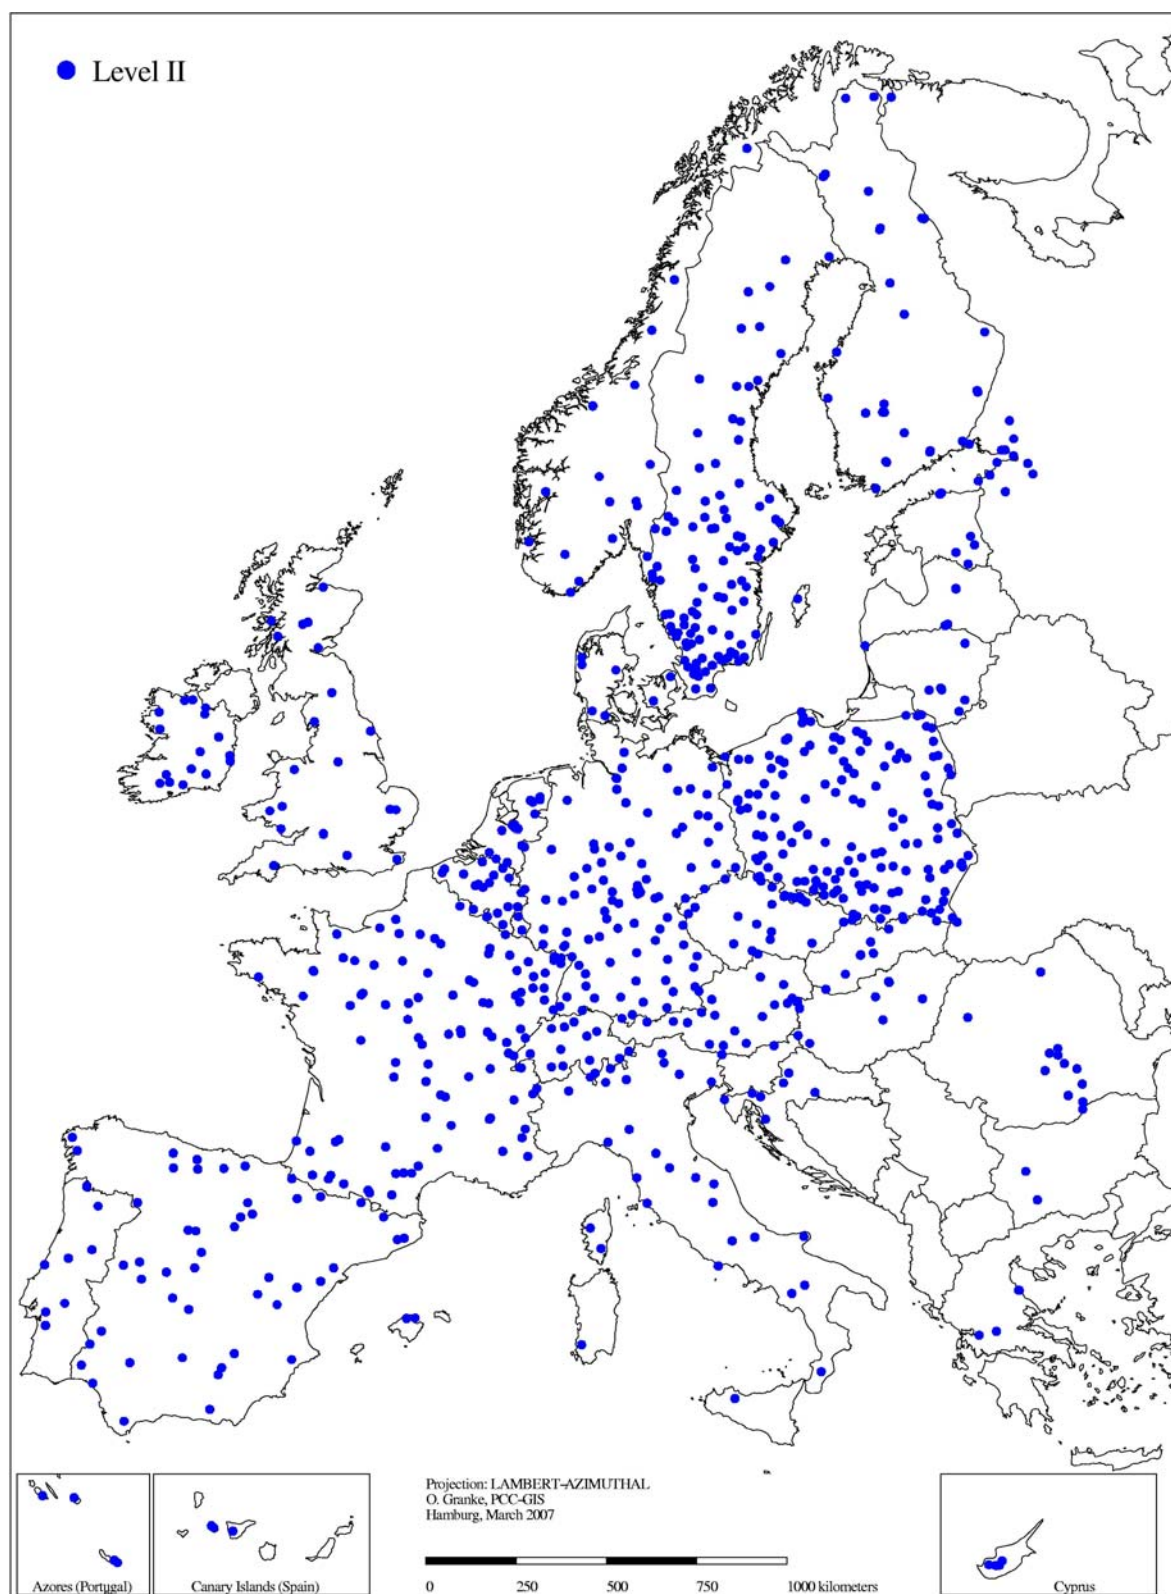 Level II
Projection: LAMBERT-AZIMUTHAL
O. Granke, PCC-GIS
Hamburg, March 2007
0 250 500 750 1000 kilometers
Azores (Portugal)
Canary Islands (Spain)
Cyprus